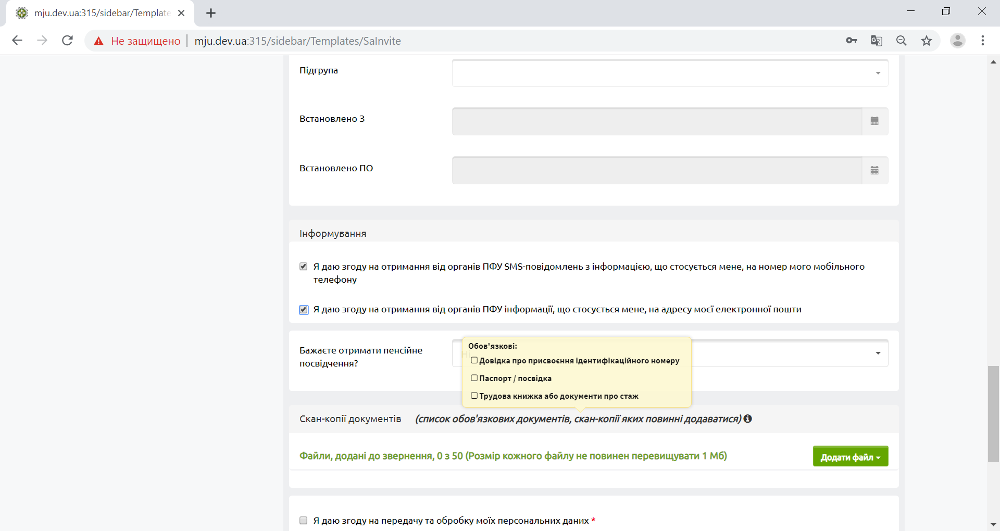 mju.dev.ua:315/sidebar/Template
Не защищено
mju.dev.ua:315/sidebar/Templates/SaInvite
Підгрупа
Встановлено З
Встановлено ПО
Інформування
Я даю згоду на отримання від органів ПФУ SMS-повідомлень з інформацією, що стосується мене, на номер мого мобільного
телефону
Я даю згоду на отримання від органів ПФУ інформації, що стосується мене, на адресу моєї електронної пошти
Бажаєте отримати пенсійне
посвідчення?
Ні
Обов'язкові:
Довідка про присвоєння ідентифікаційного номеру
Паспорт / посвідка
Трудова книжка або документи про стаж
Скан-копії документів (список обов'язкових документів, скан-копії яких повинні додаватися)
Файли, додані до звернення, 0 з 50 (Розмір кожного файлу не повинен перевищувати 1 Мб)
Додати файл
Я даю згоду на передачу та обробку моїх персональних даних *